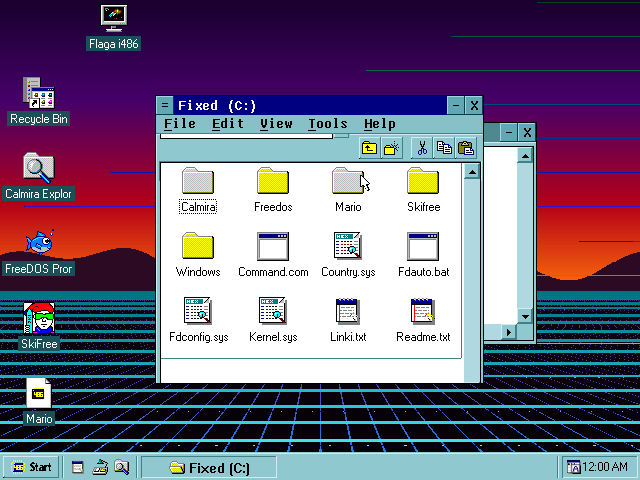 Flaga i486
Recycle Bin
Calmira Explor
FreeDOS Pror
SkiFree
Mario
Fixed (C:)
File Edit View Tools Help
Calmira Freedos Mario Skifree
Windows Command.com Country.sys Fdauto.bat
Fdconfig.sys Kernel.sys Linki.txt Readme.txt
Start Fixed (C:) 12:00 AM